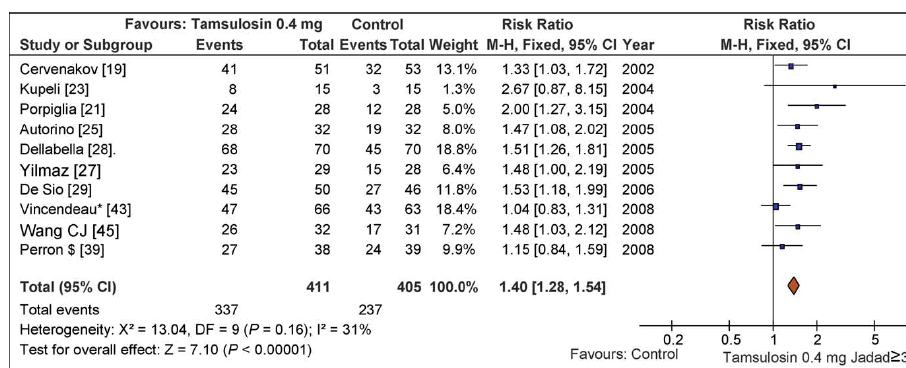 Favours: Tamsulosin 0.4 mg Control Risk Ratio Risk Ratio
Study or Subgroup Events Total Events Total Weight M-H, Fixed, 95% CI Year M-H, Fixed, 95% CI
Cervenakov [19] 41 51 32 53 13.1% 1.33 [1.03, 1.72] 2002
Kupeli [23] 8 15 3 15 1.3% 2.67 [0.87, 8.15] 2004
Porpiglia [21] 24 28 12 28 5.0% 2.00 [1.27, 3.15] 2004
Autorino [25] 28 32 19 32 8.0% 1.47 [1.08, 2.02] 2005
Dellabella [28]. 68 70 45 70 18.8% 1.51 [1.26, 1.81] 2005
Yilmaz [27] 23 29 15 28 6.4% 1.48 [1.00, 2.19] 2005
De Sio [29] 45 50 27 46 11.8% 1.53 [1.18, 1.99] 2006
Vincendeau* [43] 47 66 43 63 18.4% 1.04 [0.83, 1.31] 2008
Wang CJ [45] 26 32 17 31 7.2% 1.48 [1.03, 2.12] 2008
Perron $ [39] 27 38 24 39 9.9% 1.15 [0.84, 1.59] 2008
Total (95% CI) 411 405 100.0% 1.40 [1.28, 1.54]
Total events 337 237
Heterogeneity: X² = 13.04, DF = 9 (P = 0.16); I² = 31%
Test for overall effect: Z = 7.10 (P < 0.00001)
0.2 0.5 1 2 5
Favours: Control Tamsulosin 0.4 mg Jadad≥3